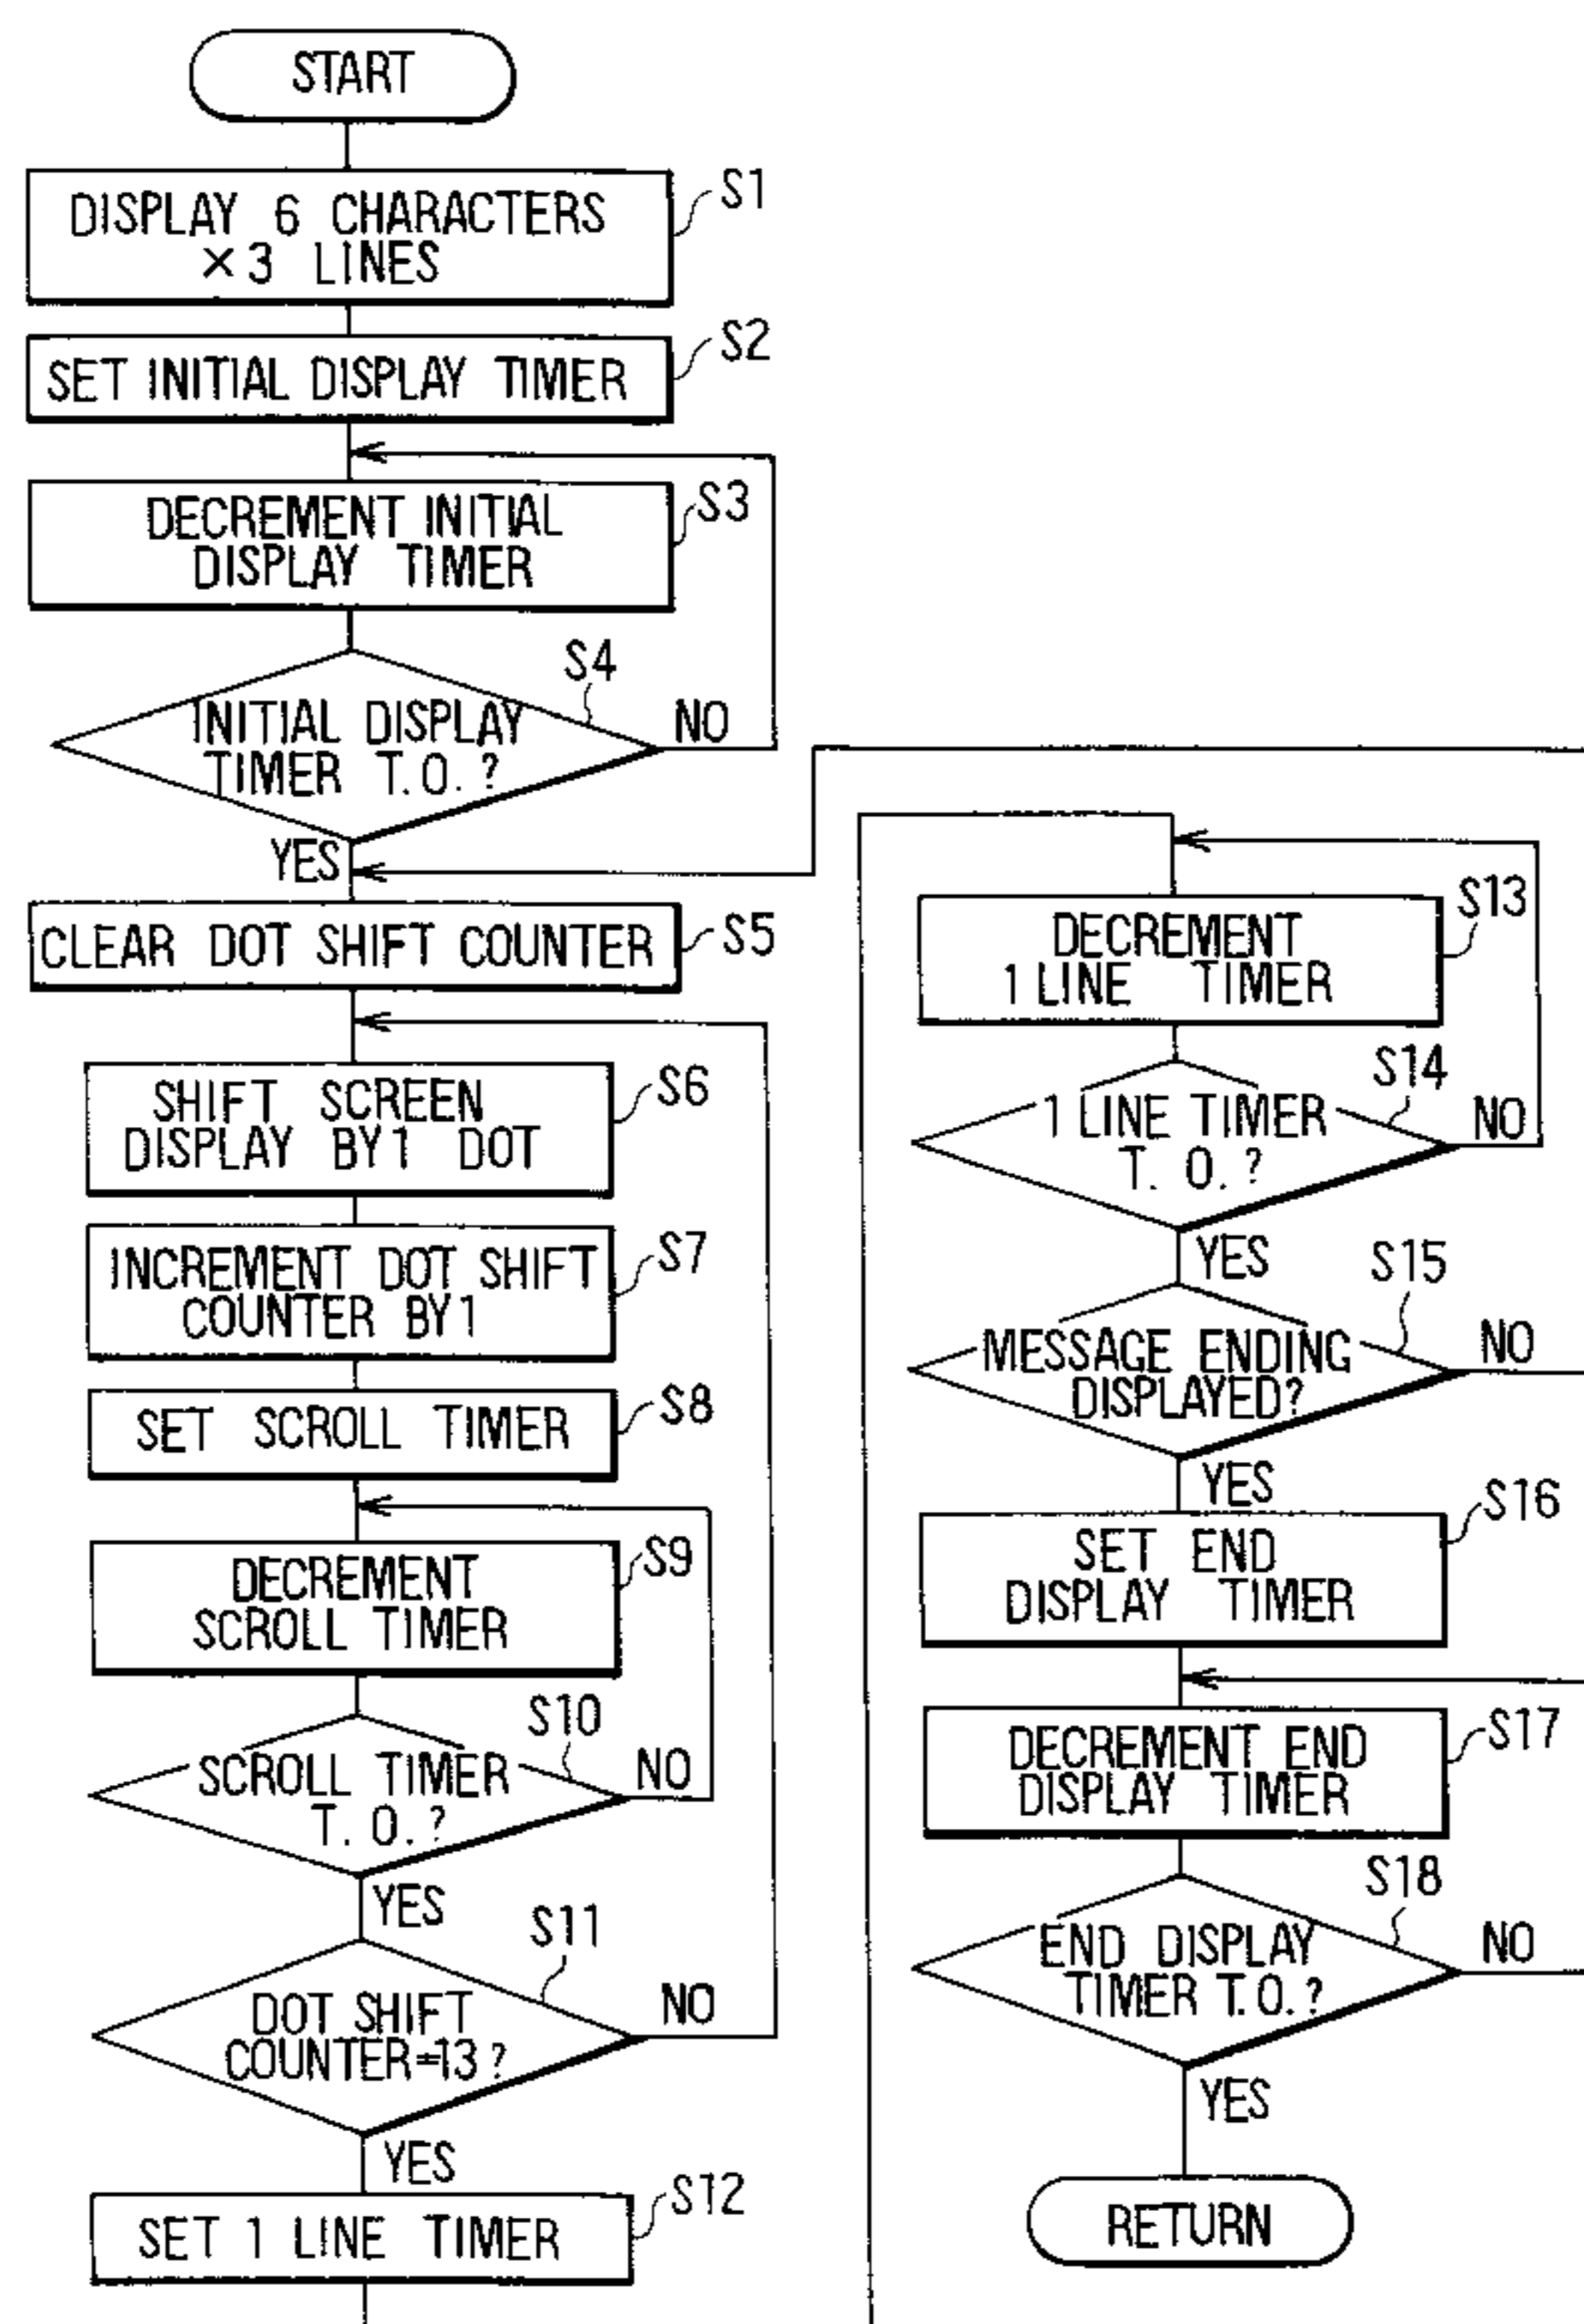 START
DISPLAY 6 CHARACTERS
×3 LINES
S1
SET INITIAL DISPLAY TIMER
S2
DECREMENT INITIAL
DISPLAY TIMER
S3
INITIAL DISPLAY
TIMER T.O.?
S4
NO
YES
CLEAR DOT SHIFT COUNTER
S5
SHIFT SCREEN
DISPLAY BY 1 DOT
S6
INCREMENT DOT SHIFT
COUNTER BY 1
S7
SET SCROLL TIMER
S8
DECREMENT
SCROLL TIMER
S9
SCROLL TIMER
T. O. ?
S10
NO
YES
DOT SHIFT
COUNTER=13?
S11
NO
YES
SET 1 LINE TIMER
S12
DECREMENT
1 LINE TIMER
S13
1 LINE TIMER
T. O. ?
S14
NO
YES
MESSAGE ENDING
DISPLAYED?
S15
NO
YES
SET END
DISPLAY TIMER
S16
DECREMENT END
DISPLAY TIMER
S17
END DISPLAY
TIMER T.O.?
S18
NO
YES
RETURN